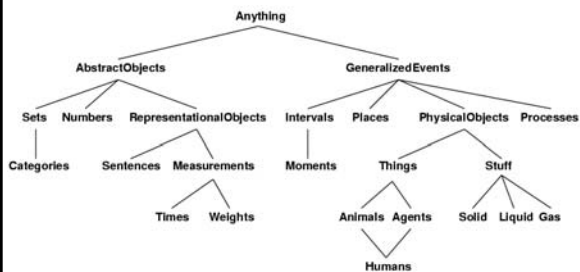 Anything
AbstractObjects GeneralizedEvents
Sets Numbers RepresentationalObjects Intervals Places PhysicalObjects Processes
Categories Sentences Measurements Moments Things Stuff
Times Weights Animals Agents Solid Liquid Gas
Humans